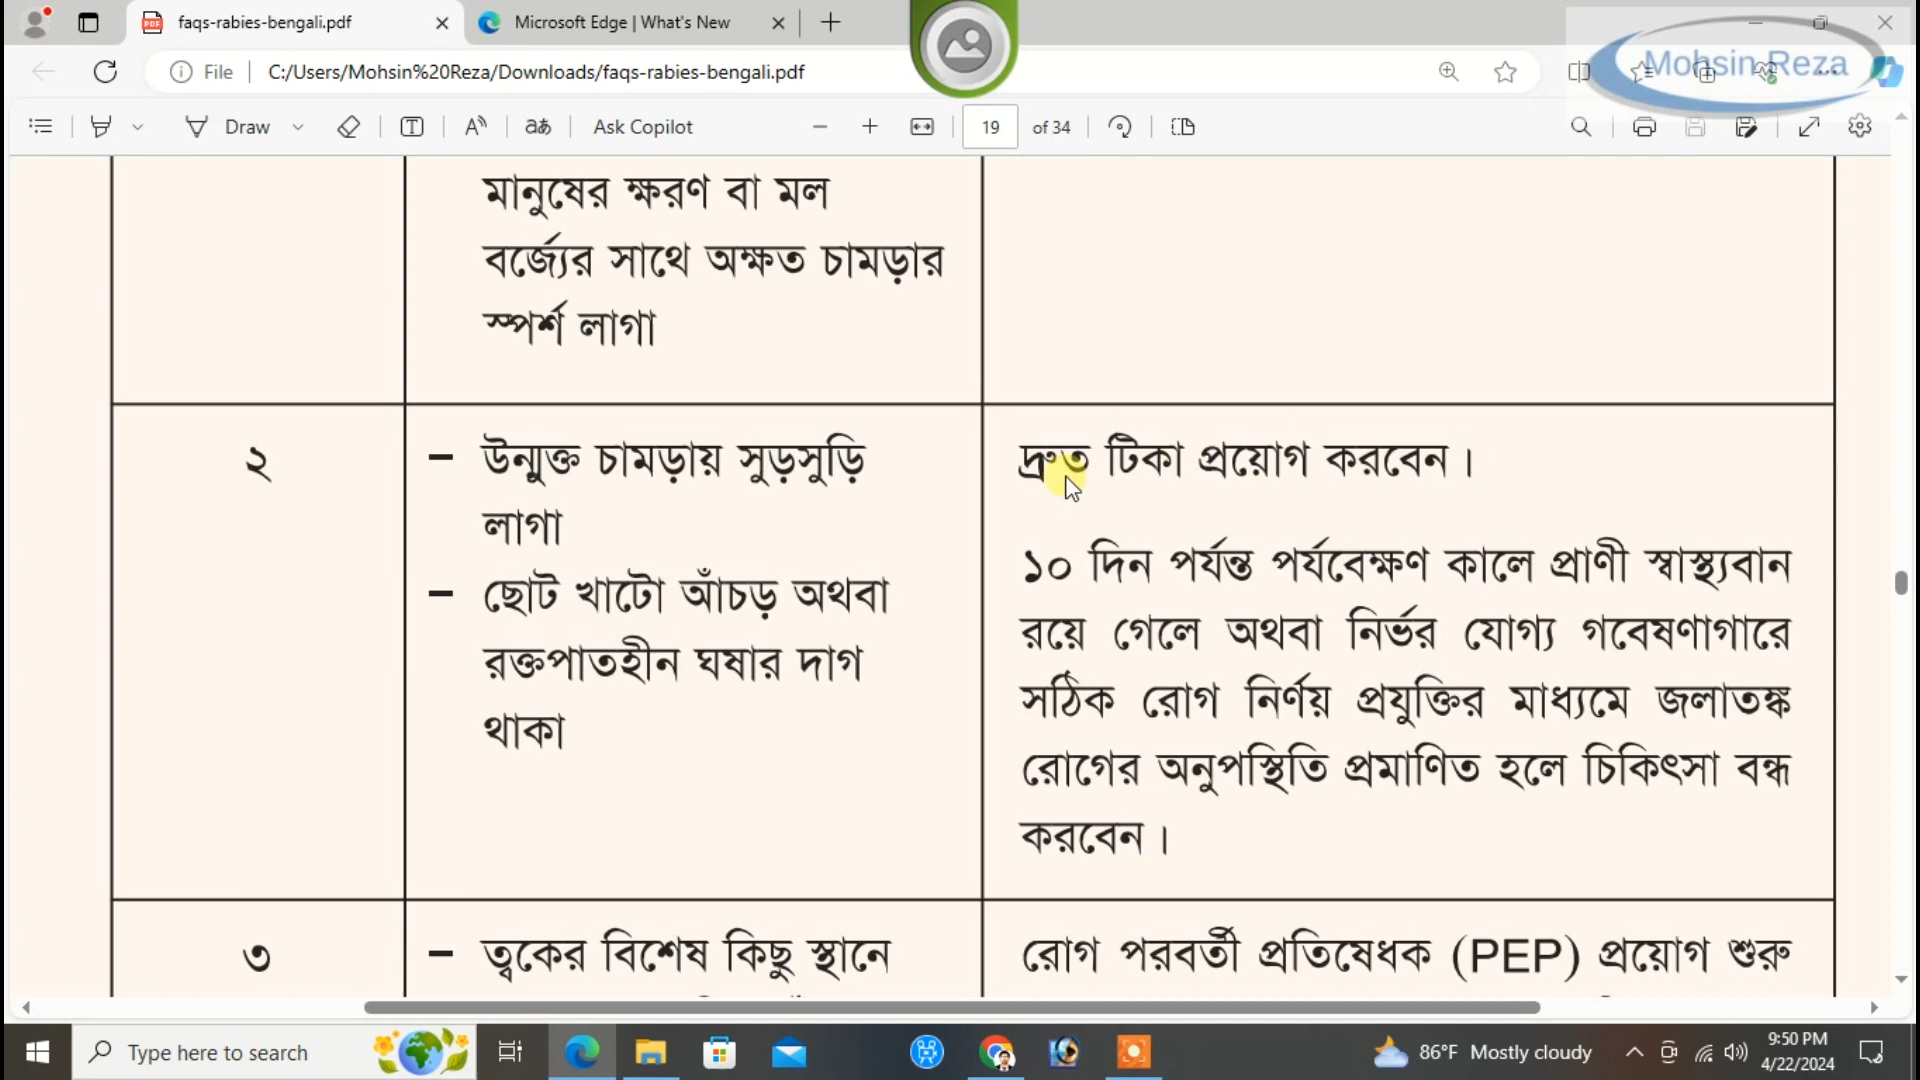 faqs-rabies-bengali.pdf
Microsoft Edge | What's New
Mohsin Reza
File
C:/Users/Mohsin%20Reza/Downloads/faqs-rabies-bengali.pdf
Draw
Ask Copilot
19 of 34
মানুষের ক্ষরণ বা মল
বর্জ্যের সাথে অক্ষত চামড়ার
স্পর্শ লাগা
২
– উন্মুক্ত চামড়ায় সুড়সুড়ি
লাগা
– ছোট খাটো আঁচড় অথবা
রক্তপাতহীন ঘষার দাগ
থাকা
দ্রুত টিকা প্রয়োগ করবেন।
১০ দিন পর্যন্ত পর্যবেক্ষণ কালে প্রাণী স্বাস্থ্যবান
রয়ে গেলে অথবা নির্ভর যোগ্য গবেষণাগারে
সঠিক রোগ নির্ণয় প্রযুক্তির মাধ্যমে জলাতঙ্ক
রোগের অনুপস্থিতি প্রমাণিত হলে চিকিৎসা বন্ধ
করবেন।
৩
– ত্বকের বিশেষ কিছু স্থানে
রোগ পরবর্তী প্রতিষেধক (PEP) প্রয়োগ শুরু
Type here to search
86°F Mostly cloudy
9:50 PM
4/22/2024